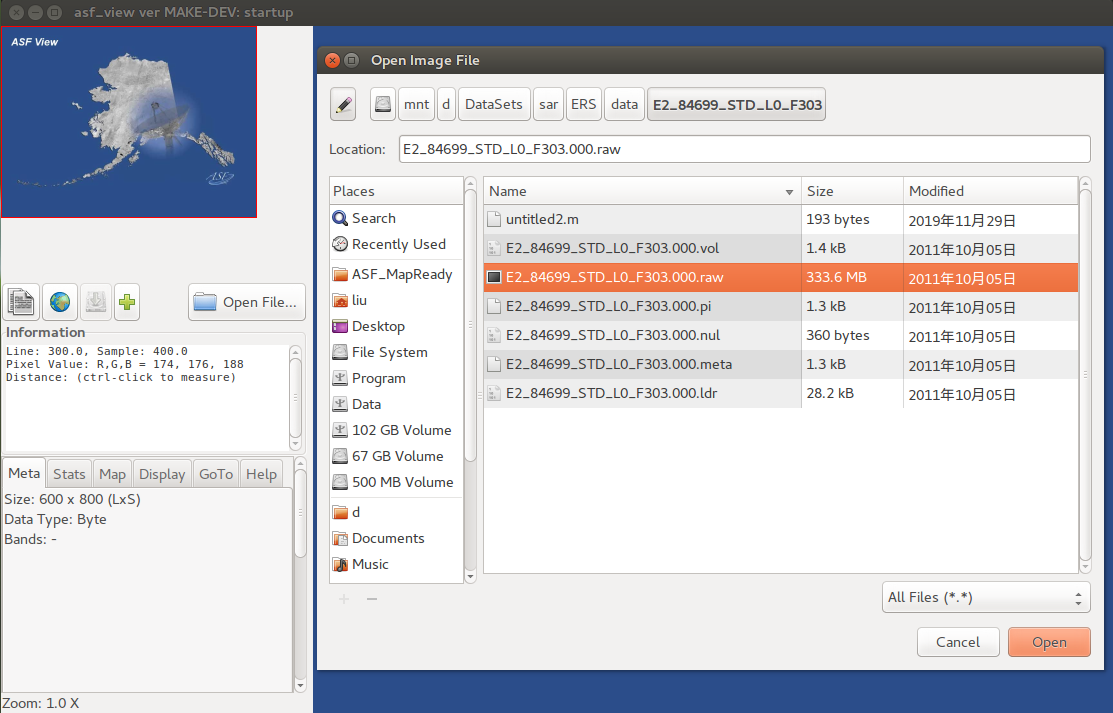 asf_view ver MAKE-DEV: startup
ASF View
ASF
Open File...
Information
Line: 300.0, Sample: 400.0
Pixel Value: R,G,B = 174, 176, 188
Distance: (ctrl-click to measure)
Meta Stats Map Display GoTo Help
Size: 600 x 800 (LxS)
Data Type: Byte
Bands: -
Zoom: 1.0 X
Open Image File
mnt d DataSets sar ERS data E2_84699_STD_L0_F303
Location: E2_84699_STD_L0_F303.000.raw
Places
Search
Recently Used
ASF_MapReady
liu
Desktop
File System
Program
Data
102 GB Volume
67 GB Volume
500 MB Volume
d
Documents
Music
Name Size Modified
untitled2.m 193 bytes 2019年11月29日
E2_84699_STD_L0_F303.000.vol 1.4 kB 2011年10月05日
E2_84699_STD_L0_F303.000.raw 333.6 MB 2011年10月05日
E2_84699_STD_L0_F303.000.pi 1.3 kB 2011年10月05日
E2_84699_STD_L0_F303.000.nul 360 bytes 2011年10月05日
E2_84699_STD_L0_F303.000.meta 1.3 kB 2011年10月05日
E2_84699_STD_L0_F303.000.ldr 28.2 kB 2011年10月05日
All Files (*.*)
Cancel Open